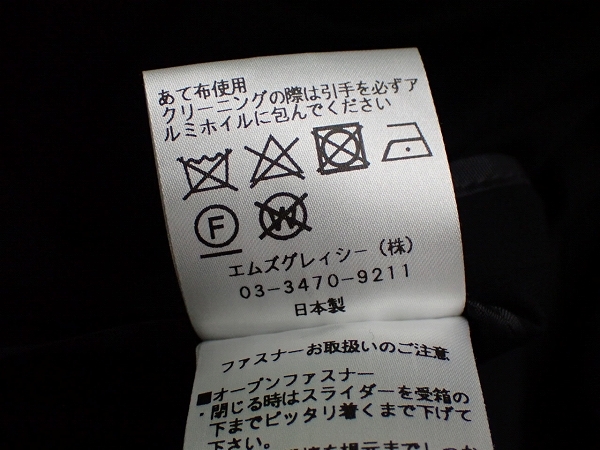 あて布使用
クリーニングの際は引手を必ずア
ルミホイルに包んでください
F
W
エムズグレイシー(株)
03-3470-9211
日本製
ファスナーお取扱いのご注意
■オープンファスナー
・閉じる時はスライダーを受箱の
下までピッタリ着くまで下げて
下さい。